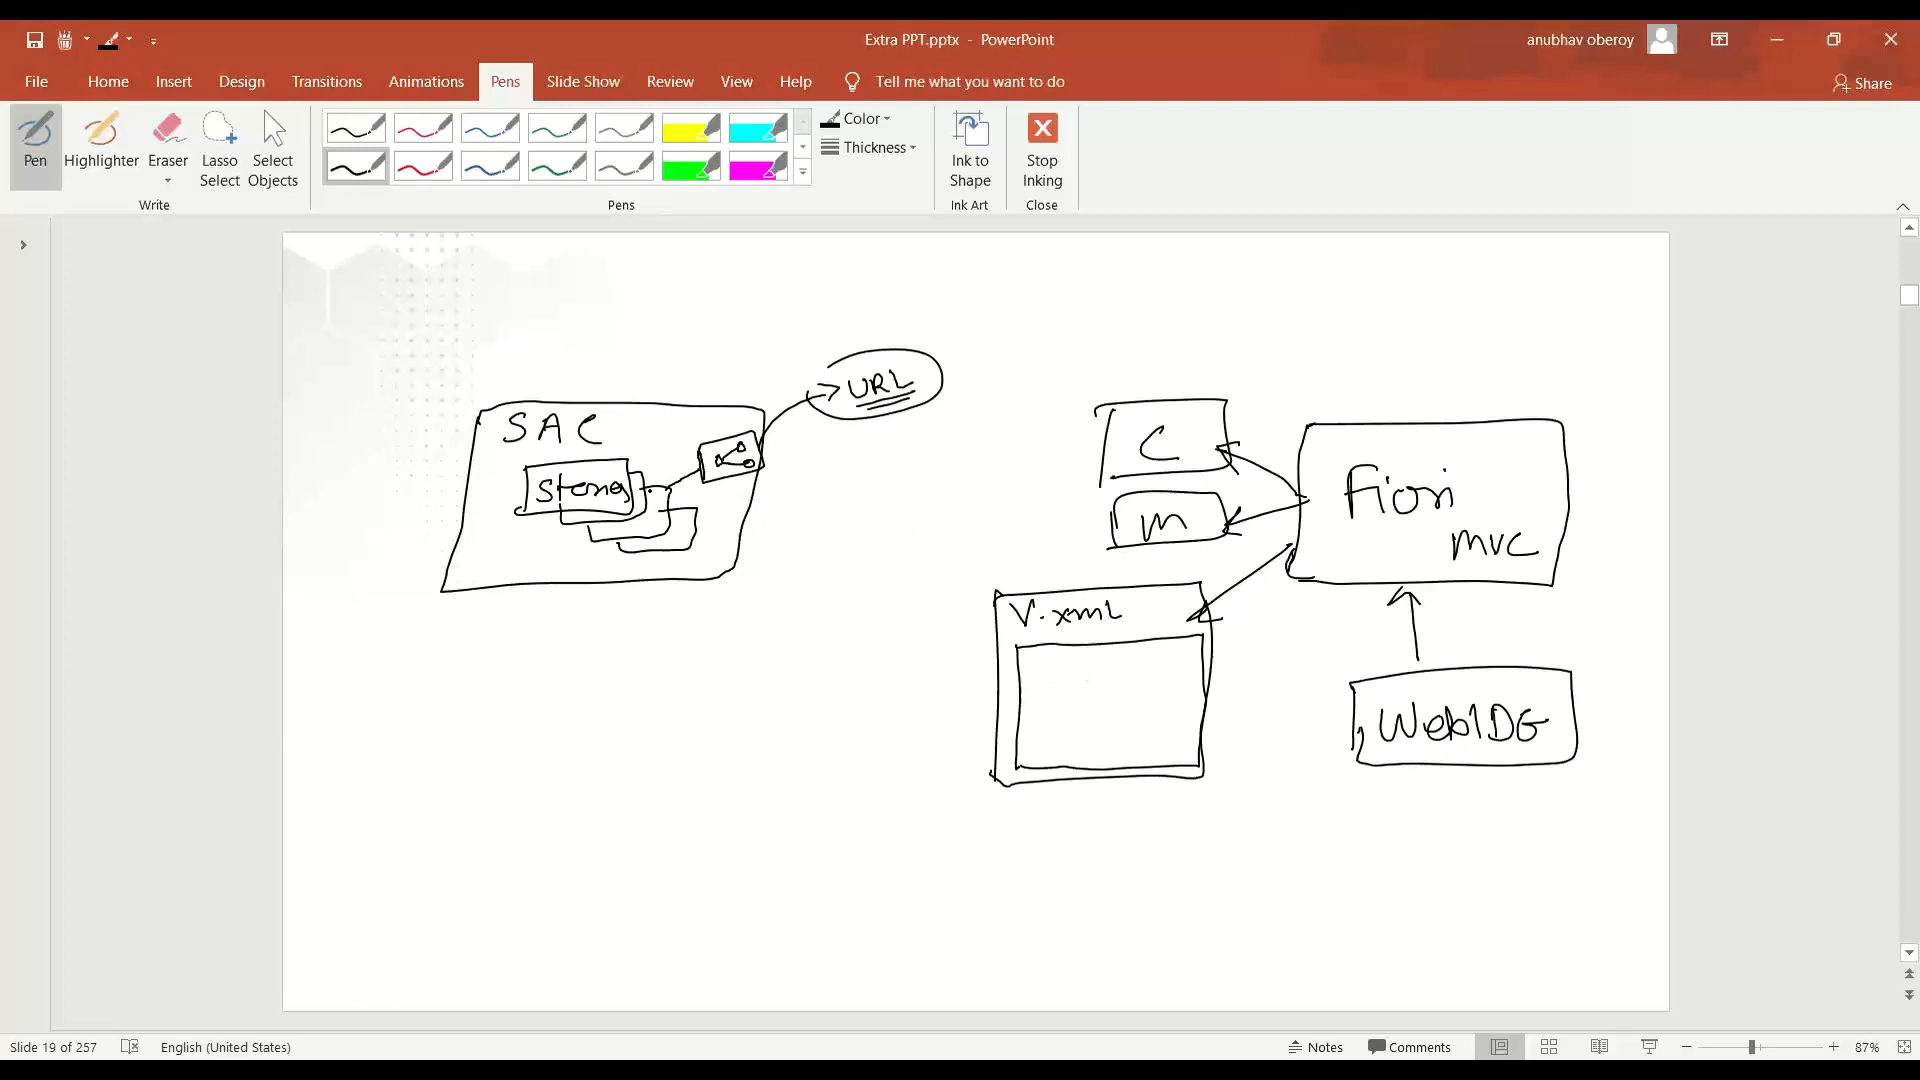 Extra PPT.pptx - PowerPoint
anubhav oberoy
File Home Insert Design Transitions Animations Pens Slide Show Review View Help Tell me what you want to do
Share
Pen Highlighter Eraser Lasso Select Select Objects
Color
Thickness
Ink to Shape
Stop Inking
Write
Pens
Ink Art
Close
URL
SAC
C
Fiori
m
MVC
V.xml
WebIDE
Slide 19 of 257
English (United States)
Notes
Comments
87%